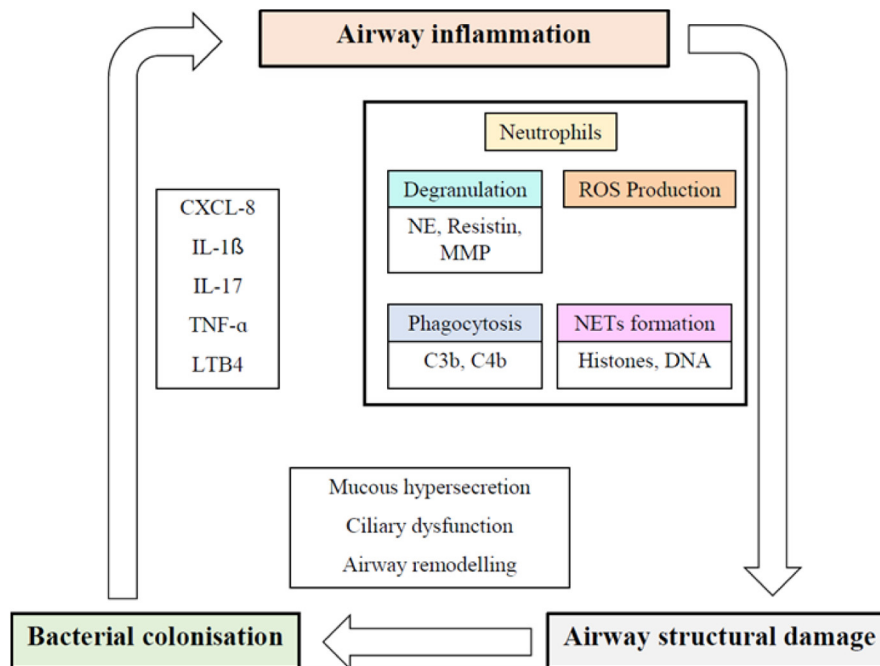 Airway inflammation
Neutrophils
Degranulation
NE, Resistin,
MMP
ROS Production
Phagocytosis
C3b, C4b
NETs formation
Histones, DNA
CXCL-8
IL-1ß
IL-17
TNF-α
LTB4
Mucous hypersecretion
Ciliary dysfunction
Airway remodelling
Bacterial colonisation
Airway structural damage